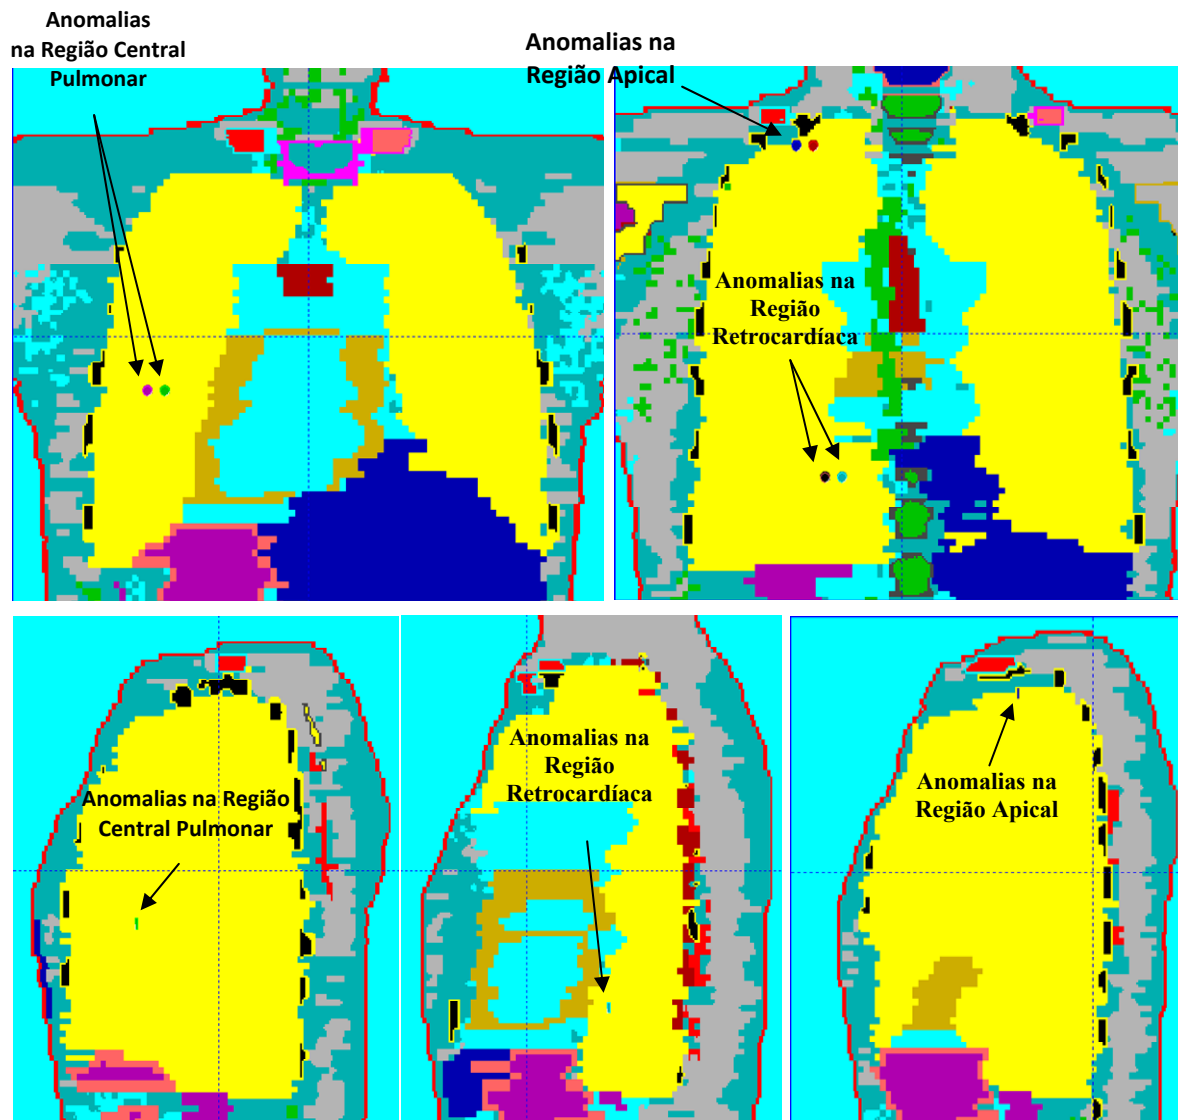 Anomalias
na Região Central
Pulmonar
Anomalias na
Região Apical
Anomalias na
Região
Retrocardíaca
Anomalias na Região
Central Pulmonar
Anomalias na
Região
Retrocardíaca
Anomalias na
Região Apical